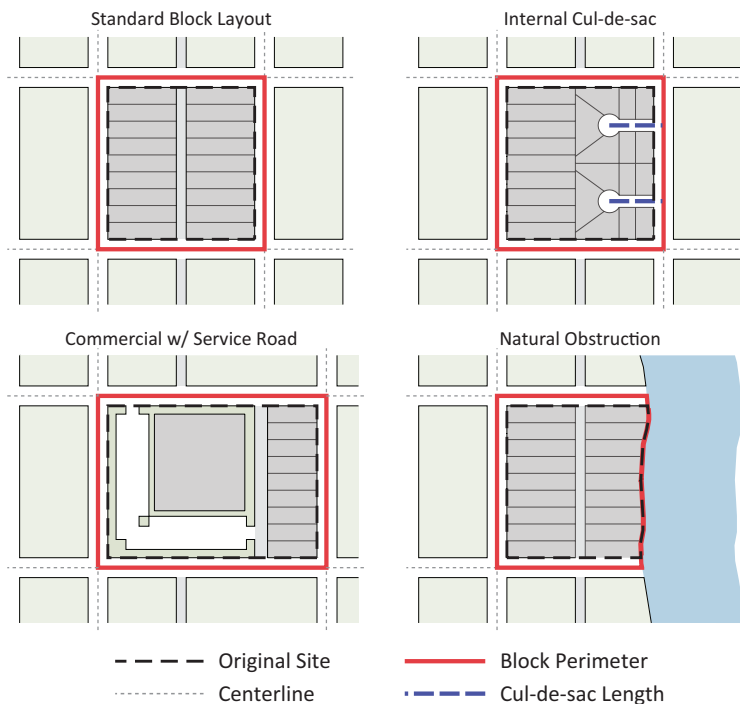 Standard Block Layout
Internal Cul-de-sac
Commercial w/ Service Road
Natural Obstruction
Original Site
Block Perimeter
Centerline
Cul-de-sac Length